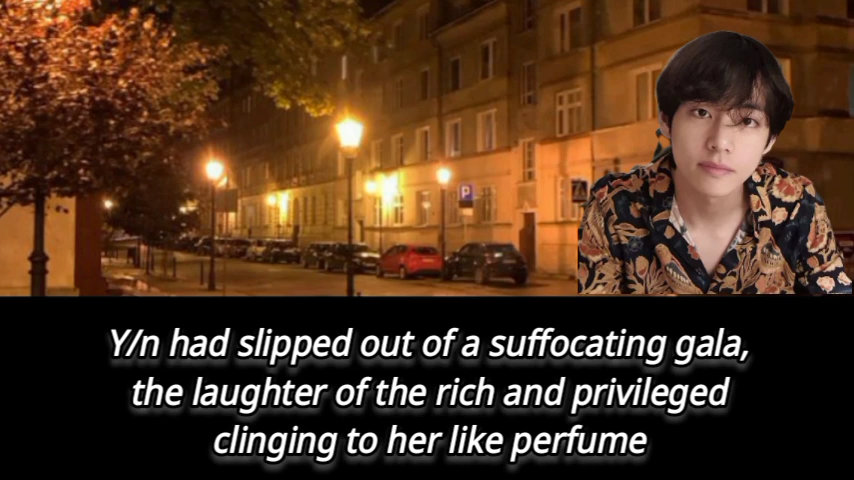 P
Y/n had slipped out of a suffocating gala,
the laughter of the rich and privileged
clinging to her like perfume